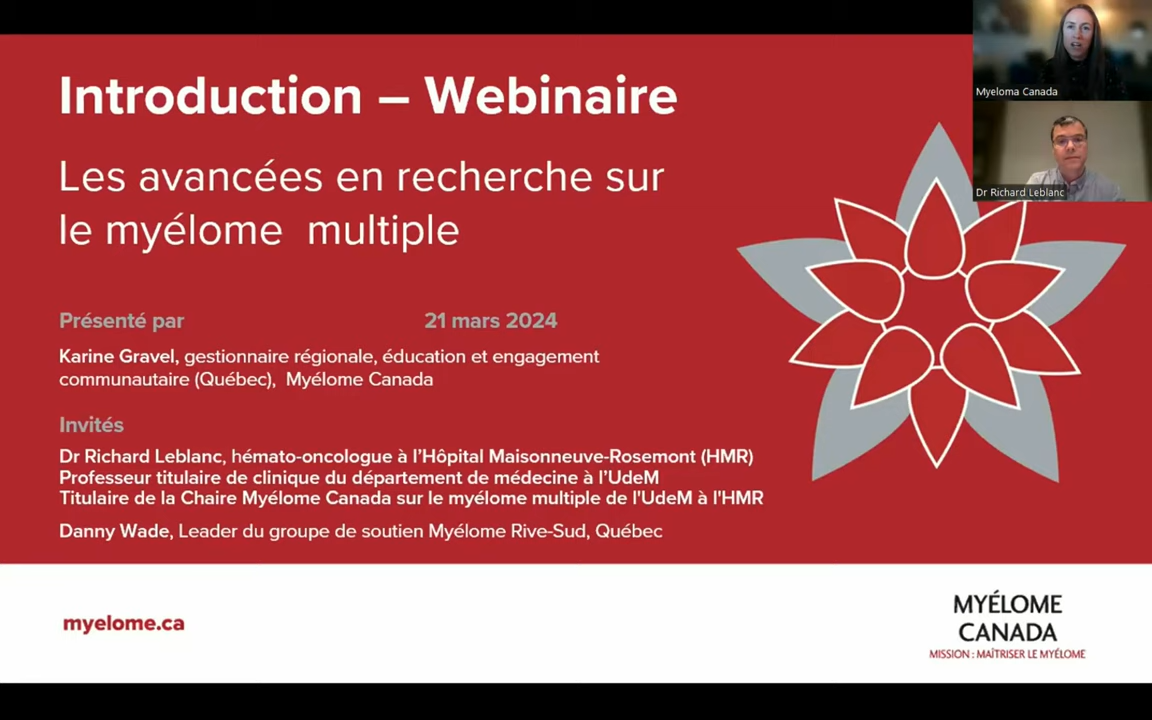 Introduction – Webinaire
Les avancées en recherche sur
le myélome  multiple
Présenté par
21 mars 2024
Karine Gravel, gestionnaire régionale, éducation et engagement
communautaire (Québec),  Myélome Canada
Invités
Dr Richard Leblanc, hémato-oncologue à l’Hôpital Maisonneuve-Rosemont (HMR)
Professeur titulaire de clinique du département de médecine à l’UdeM
Titulaire de la Chaire Myélome Canada sur le myélome multiple de l'UdeM à l'HMR
Danny Wade, Leader du groupe de soutien Myélome Rive-Sud, Québec
myelome.ca
MYÉLOME
CANADA
MISSION : MAÎTRISER LE MYÉLOME
Myeloma Canada
Dr Richard Leblanc